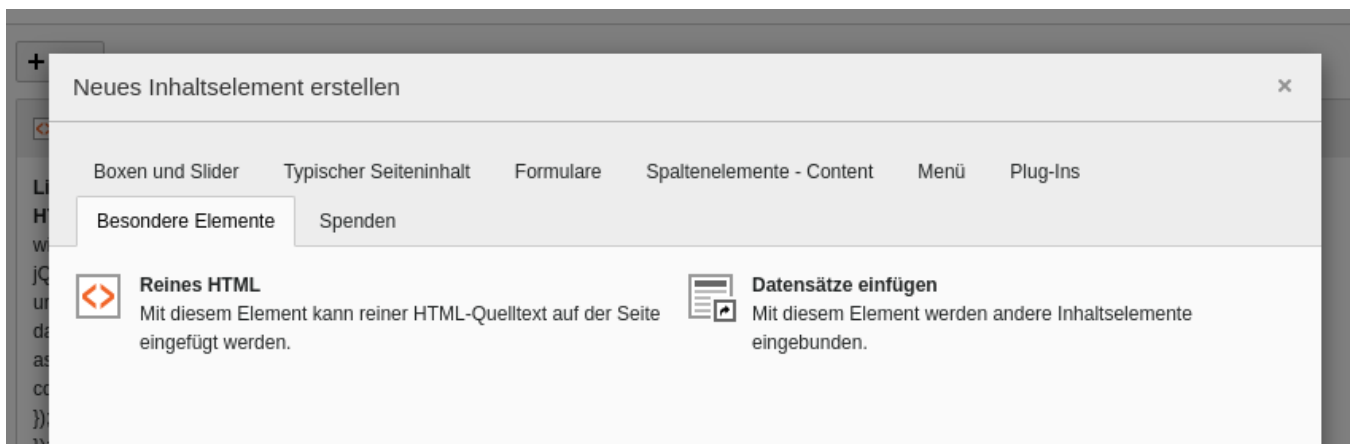 +
Neues Inhaltselement erstellen
×
Boxen und Slider Typischer Seiteninhalt Formulare Spaltenelemente - Content Menü Plug-Ins
Besondere Elemente Spenden
Reines HTML
Mit diesem Element kann reiner HTML-Quelltext auf der Seite
eingefügt werden.
Datensätze einfügen
Mit diesem Element werden andere Inhaltselemente
eingebunden.
})